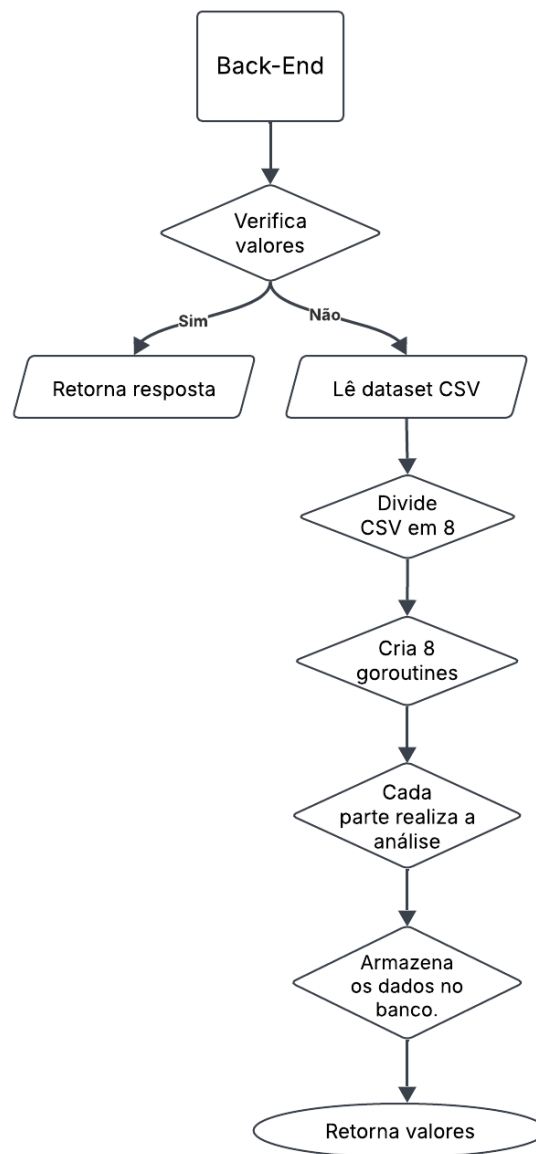 Back-End
Verifica
valores
Sim
Não
Retorna resposta
Lê dataset CSV
Divide
CSV em 8
Cria 8
goroutines
Cada
parte realiza a
análise
Armazena
os dados no
banco.
Retorna valores